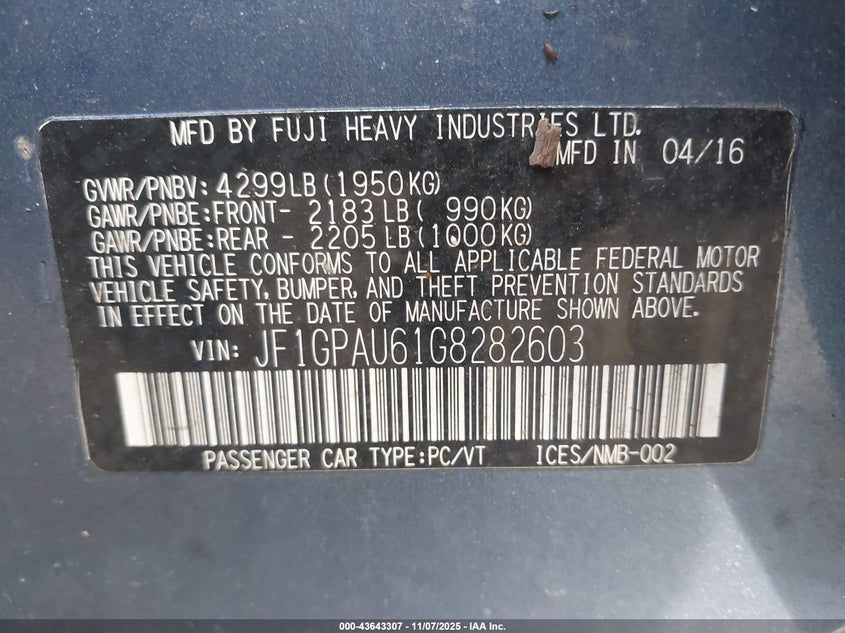 MFD BY FUJI HEAVY INDUSTRIES LTD.
MFD IN 04/16
GVWR/PNBV: 4299LB(1950KG)
GAWR/PNBE:FRONT- 2183LB( 990KG)
GAWR/PNBE:REAR - 2205LB(1000KG)
THIS VEHICLE CONFORMS TO ALL APPLICABLE FEDERAL MOTOR
VEHICLE SAFETY, BUMPER, AND THEFT PREVENTION STANDARDS
IN EFFECT ON THE DATE OF MANUFACTURE SHOWN ABOVE.
VIN: JF1GPAU61G8282603
PASSENGER CAR TYPE:PC/VT ICES/NMB-002
000-43643307 - 11/07/2025 - IAA Inc.